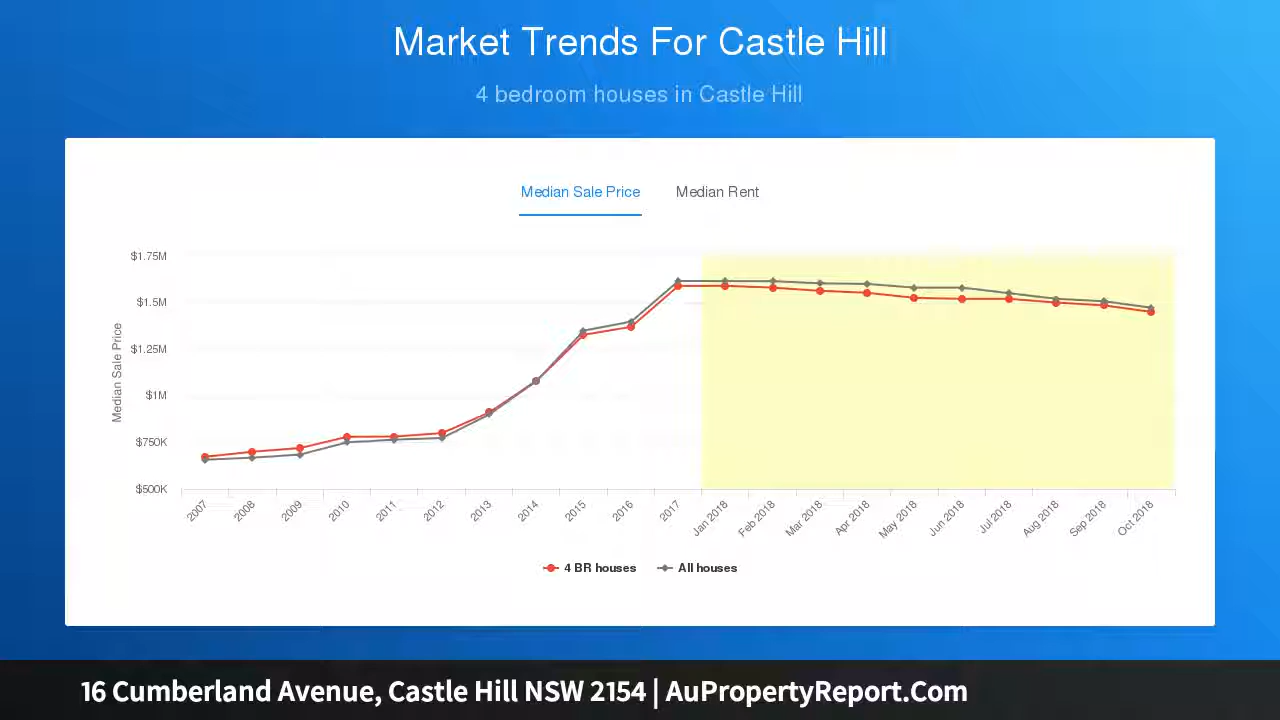 Market Trends For Castle Hill
4 bedroom houses in Castle Hill
Median Sale Price Median Rent
Median Sale Price
$1.75M
$1.5M
$1.25M
$1M
$750K
$500K
2007 2008 2009 2010 2011 2012 2013 2014 2015 2016 2017 Jan 2018 Feb 2018 Mar 2018 Apr 2018 May 2018 Jun 2018 Jul 2018 Aug 2018 Sep 2018 Oct 2018
4 BR houses All houses
16 Cumberland Avenue, Castle Hill NSW 2154 | AuPropertyReport.Com